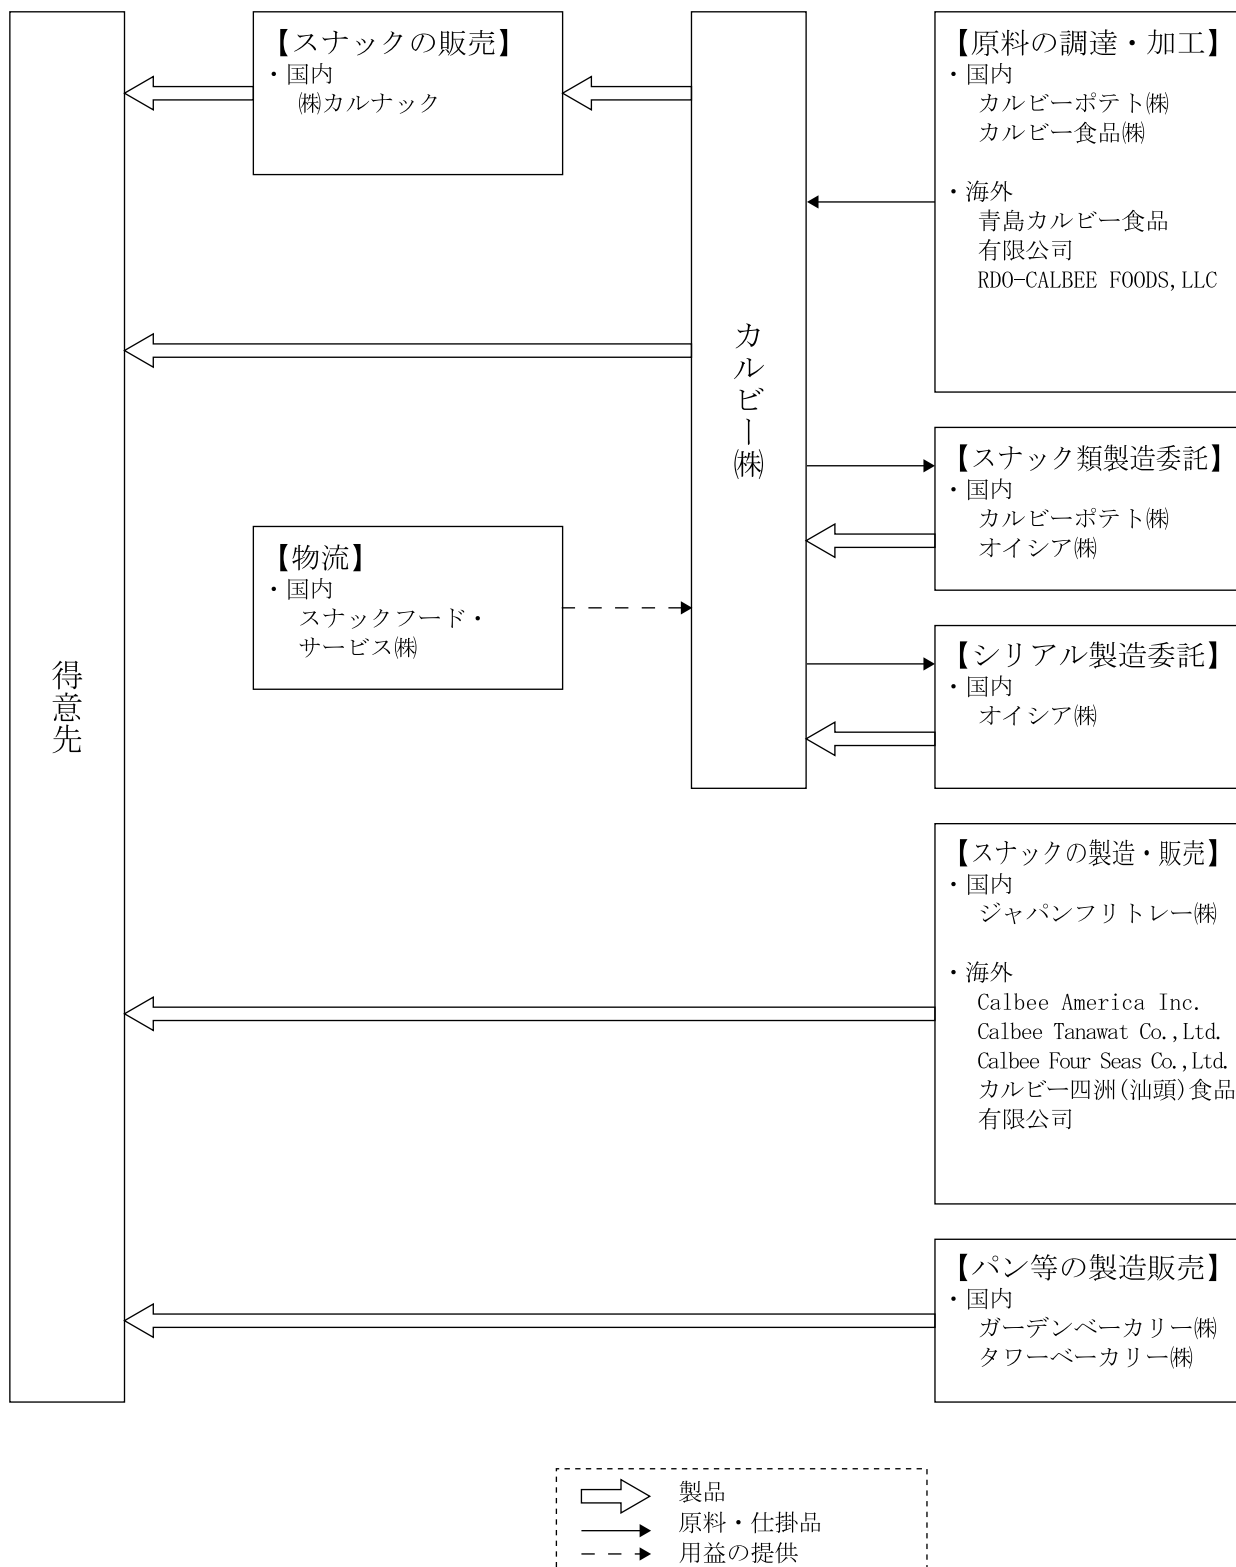 【スナックの販売】
・国内
㈱カルナック
【原料の調達・加工】
・国内
カルビーポテト㈱
カルビー食品㈱
・海外
青島カルビー食品
有限公司
RDO-CALBEE FOODS,LLC
カルビー㈱
【スナック類製造委託】
・国内
カルビーポテト㈱
オイシア㈱
【物流】
・国内
スナックフード・
サービス㈱
【シリアル製造委託】
・国内
オイシア㈱
得意先
【スナックの製造・販売】
・国内
ジャパンフリトレー㈱
・海外
Calbee America Inc.
Calbee Tanawat Co.,Ltd.
Calbee Four Seas Co.,Ltd.
カルビー四洲(汕頭)食品
有限公司
【パン等の製造販売】
・国内
ガーデンベーカリー㈱
タワーベーカリー㈱
製品
原料・仕掛品
用益の提供